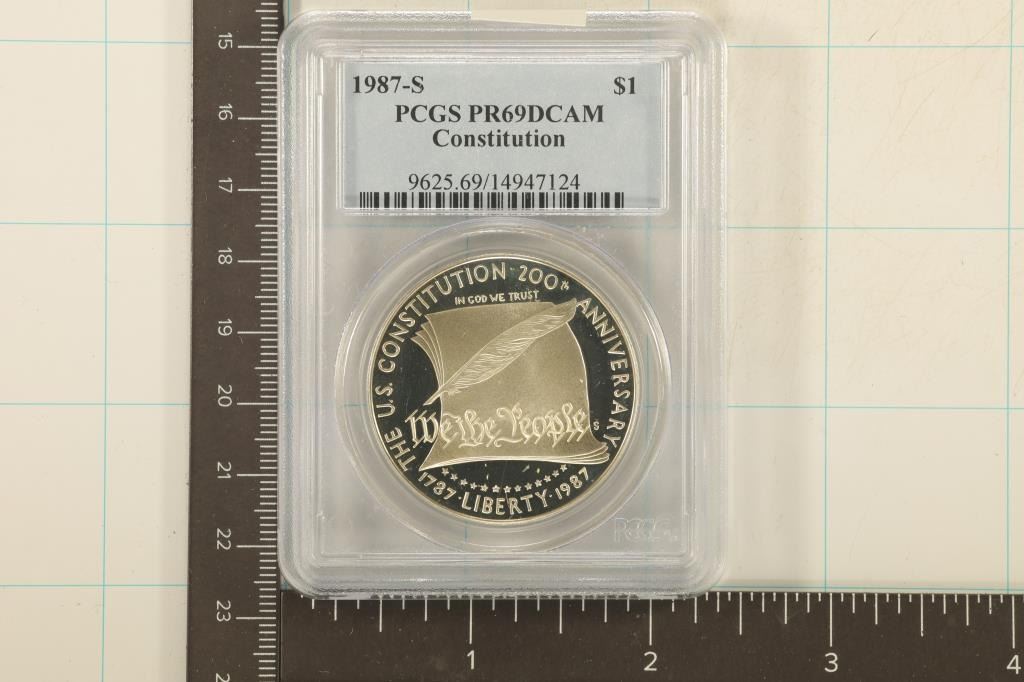 1987-S $1
PCGS PR69DCAM
Constitution
9625.69/14947124
THE U.S. CONSTITUTION 200TH ANNIVERSARY
IN GOD WE TRUST
We the People
S
1787 · LIBERTY · 1987
PCGS
15
16
17
18
19
20
21
22
23
1 2 3 4